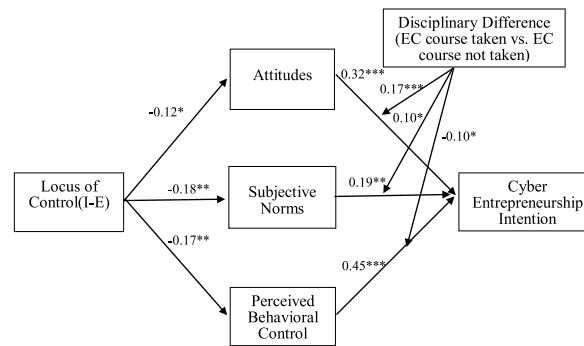 Disciplinary Difference
(EC course taken vs. EC
course not taken)
Attitudes
0.32***
0.17***
0.10*
-0.10*
-0.12*
Locus of
Control(I-E)
-0.18**
Subjective
Norms
0.19**
Cyber
Entrepreneurship
Intention
-0.17**
0.45***
Perceived
Behavioral
Control